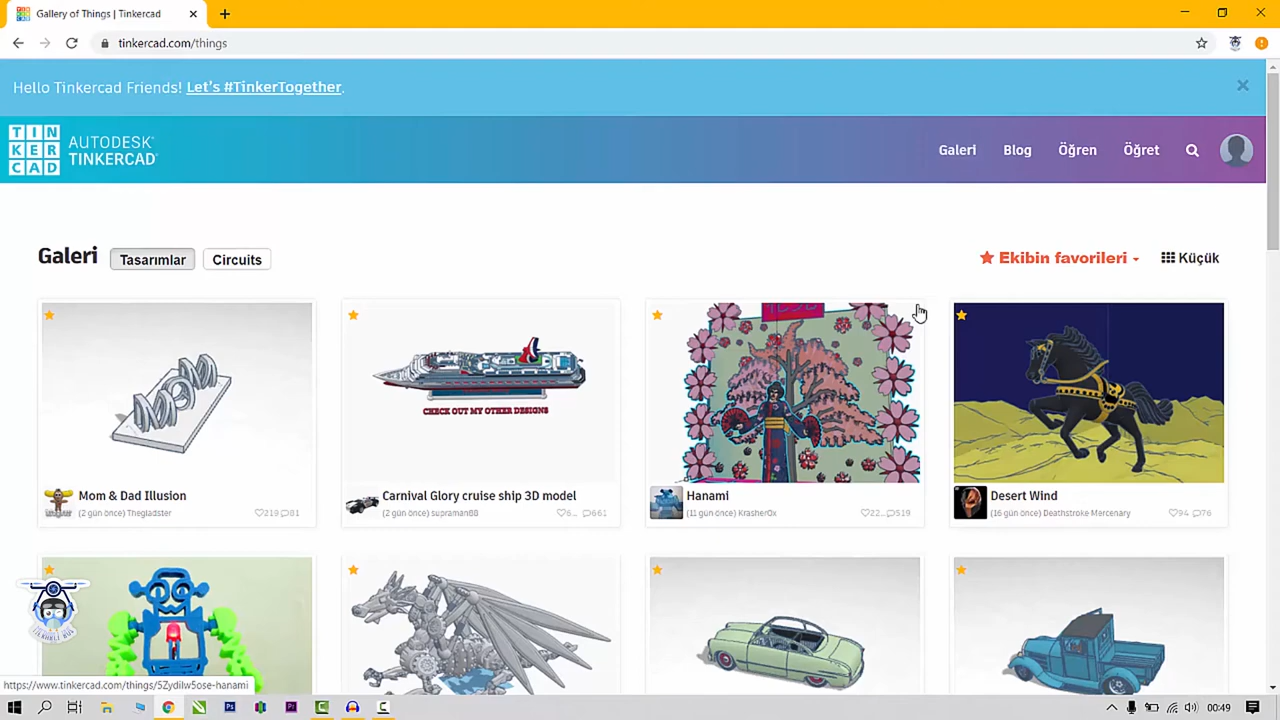 Gallery of Things | Tinkercad
tinkercad.com/things
Hello Tinkercad Friends! Let's #TinkerTogether.
TIN
KER
CAD
AUTODESK
TINKERCAD
Galeri Blog Öğren Öğret
Galeri Tasarımlar Circuits Ekibin favorileri Küçük
CHECK OUT MY OTHER DESIGNS
Mom & Dad Illusion
(2 gün önce) Thegladster 219 81
Carnival Glory cruise ship 3D model
(2 gün önce) supraman88 6... 661
Hanami
(11 gün önce) Krasher0x 22... 519
Desert Wind
(16 gün önce) Deathstroke Mercenary 94 76
https://www.tinkercad.com/things/5Zydilw5ose-hanami
00:49